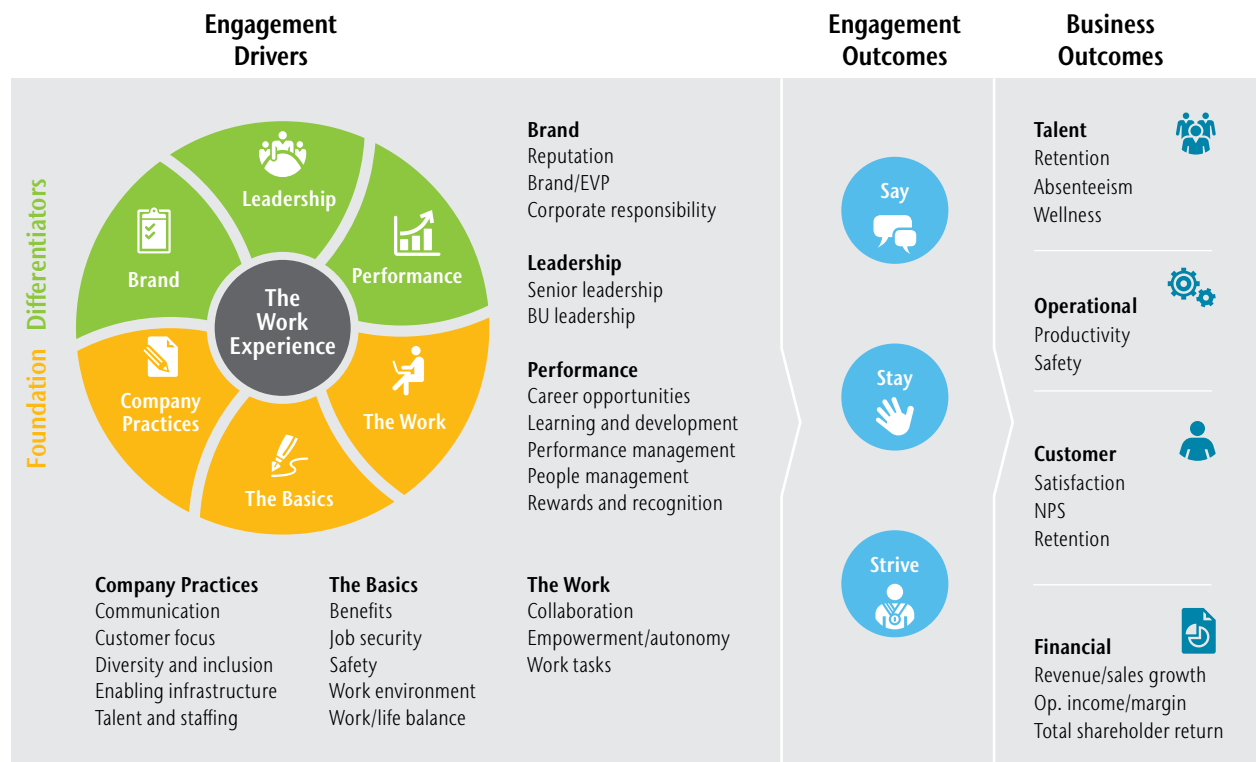 Engagement
Drivers
Engagement
Outcomes
Business
Outcomes
Differentiators
Foundation
Leadership
Brand
Performance
The
Work
Experience
Company
Practices
The Work
The Basics
Brand
Reputation
Brand/EVP
Corporate responsibility
Leadership
Senior leadership
BU leadership
Performance
Career opportunities
Learning and development
Performance management
People management
Rewards and recognition
Company Practices
Communication
Customer focus
Diversity and inclusion
Enabling infrastructure
Talent and staffing
The Basics
Benefits
Job security
Safety
Work environment
Work/life balance
The Work
Collaboration
Empowerment/autonomy
Work tasks
Say
Stay
Strive
Talent
Retention
Absenteeism
Wellness
Operational
Productivity
Safety
Customer
Satisfaction
NPS
Retention
Financial
Revenue/sales growth
Op. income/margin
Total shareholder return